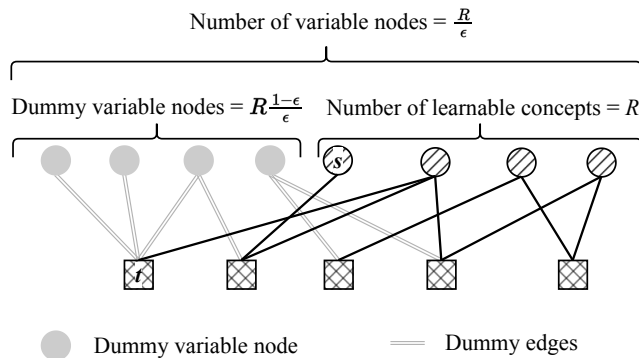 Number of variable nodes = R/ϵ
Dummy variable nodes = R (1−ϵ)/ϵ
Number of learnable concepts = R
s
t
Dummy variable node
Dummy edges